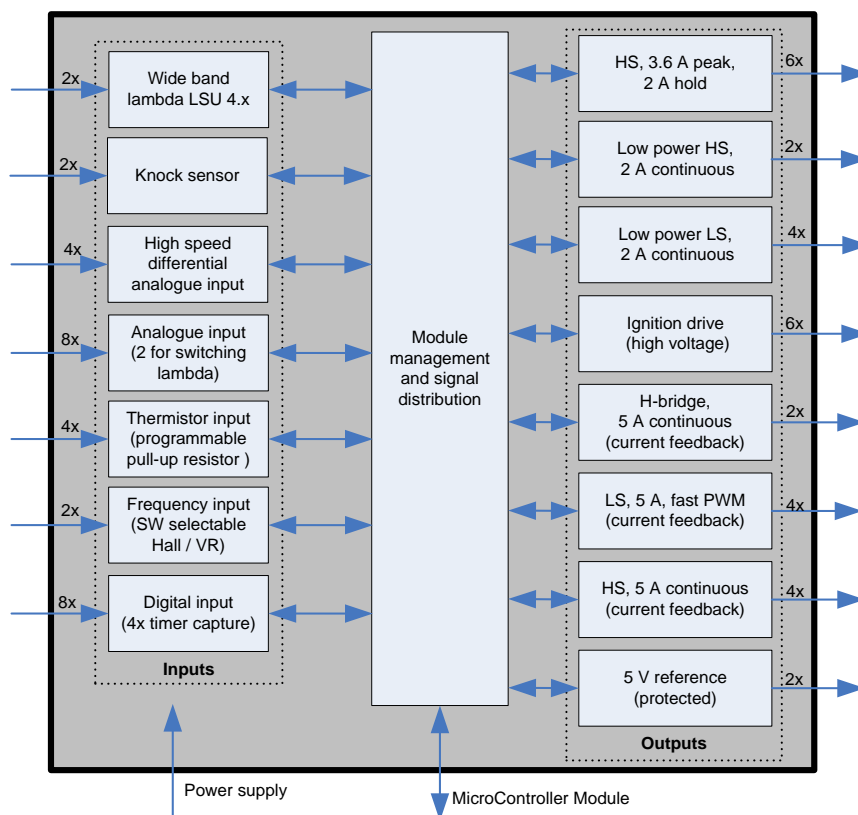 2x
Wide band
lambda LSU 4.x
2x
Knock sensor
4x
High speed
differential
analogue input
8x
Analogue input
(2 for switching
lambda)
4x
Thermistor input
(programmable
pull-up resistor )
2x
Frequency input
(SW selectable
Hall / VR)
8x
Digital input
(4x timer capture)
Inputs
Module
management
and signal
distribution
HS, 3.6 A peak,
2 A hold
6x
Low power HS,
2 A continuous
2x
Low power LS,
2 A continuous
4x
Ignition drive
(high voltage)
6x
H-bridge,
5 A continuous
(current feedback)
2x
LS, 5 A, fast PWM
(current feedback)
4x
HS, 5 A continuous
(current feedback)
4x
5 V reference
(protected)
2x
Outputs
Power supply
MicroController Module